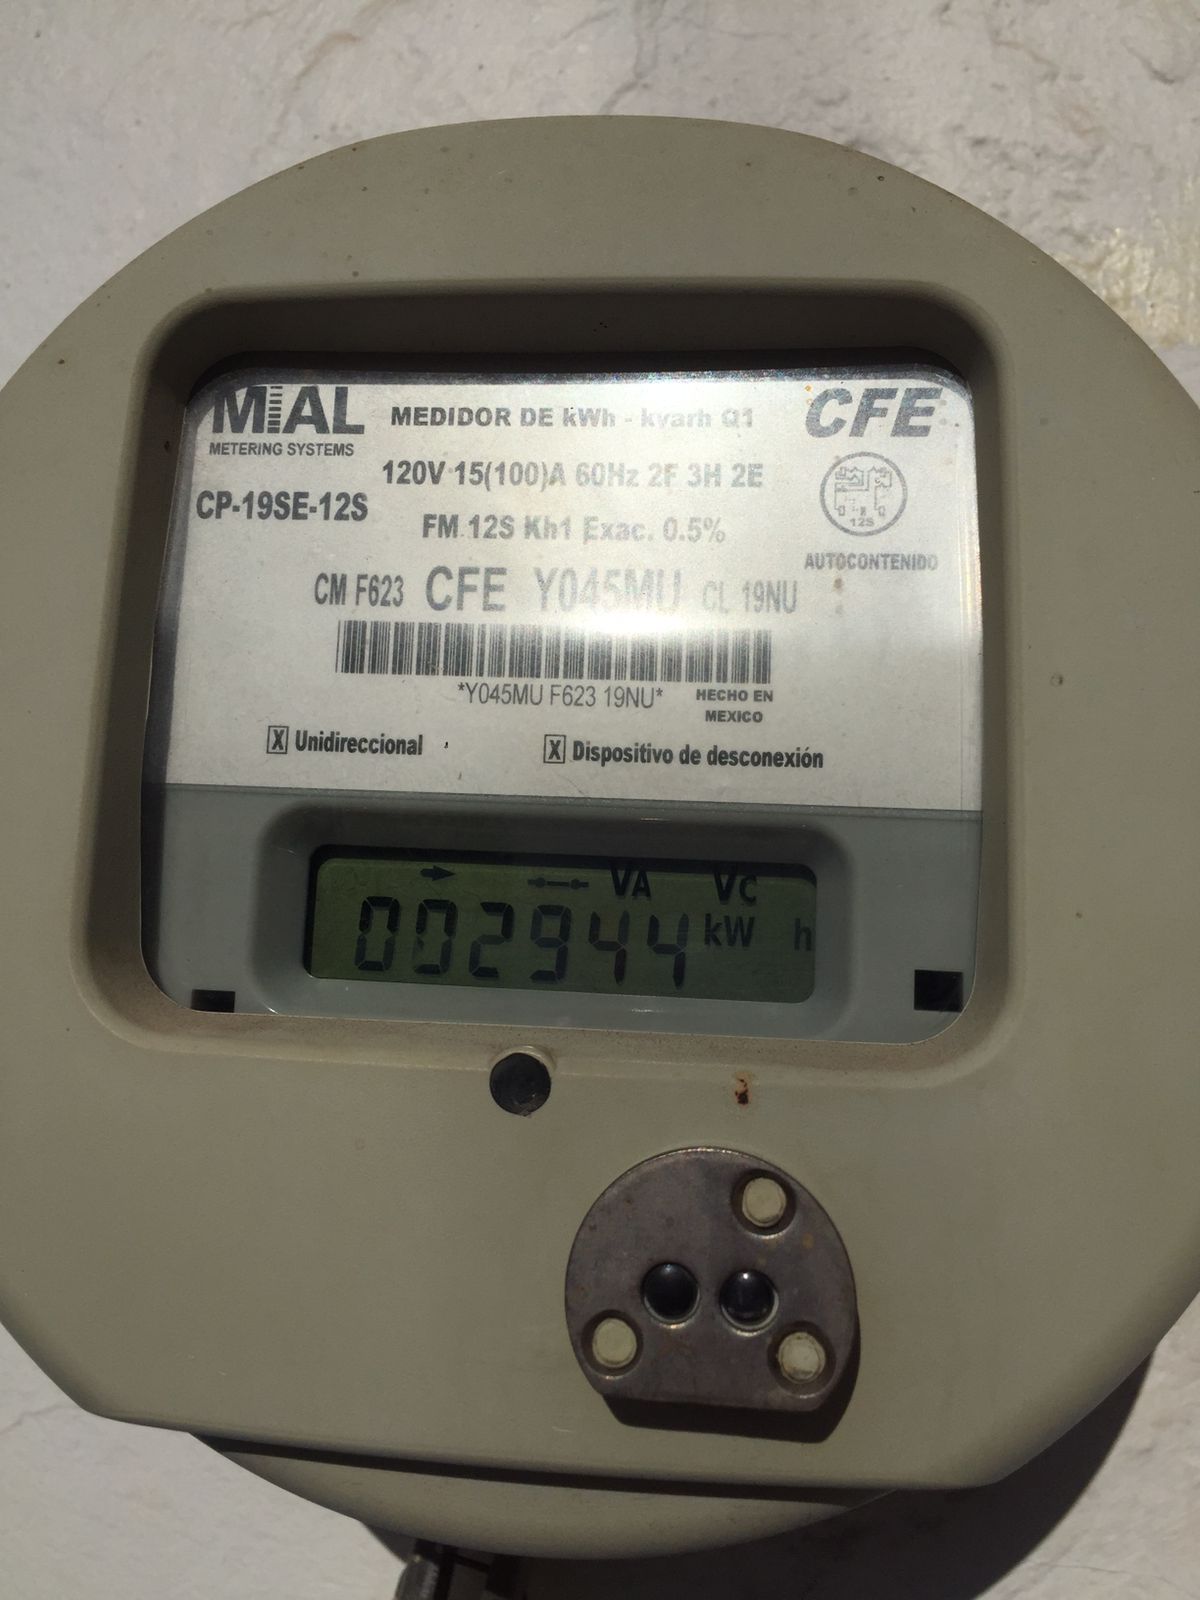 MIAL
METERING SYSTEMS
MEDIDOR DE kWh - kvarh Q1
CFE
120V 15(100)A 60Hz 2F 3H 2E
CP-19SE-12S
FM 12S Kh1 Exac. 0.5%
12S
AUTOCONTENIDO
CM F623 CFE Y045MU CL 19NU
*Y045MU F623 19NU*
HECHO EN
MEXICO
X Unidireccional
X Dispositivo de desconexión
VA Vc
002944 kW h